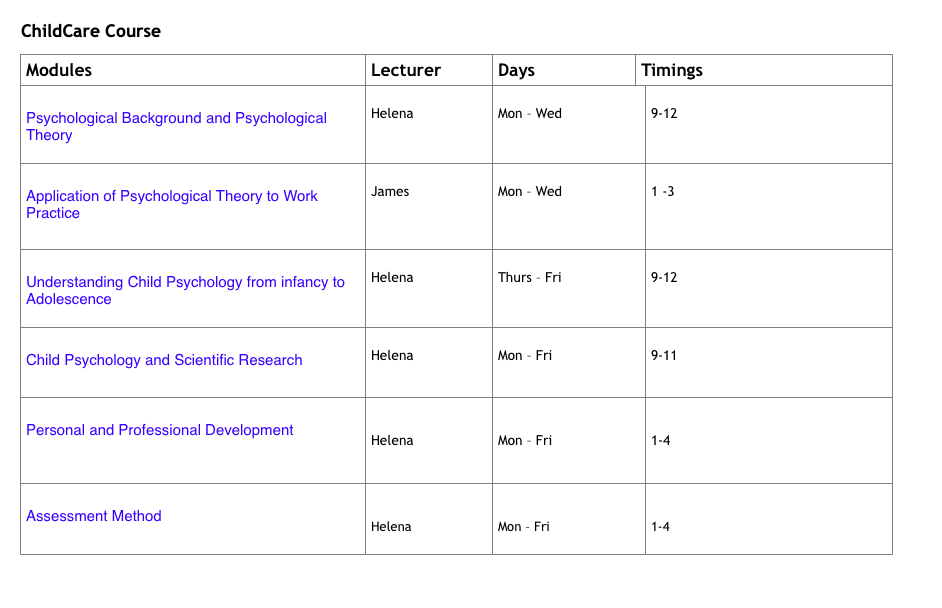 ChildCare Course
Modules Lecturer Days Timings
Psychological Background and Psychological
Theory
Helena Mon – Wed 9-12
Application of Psychological Theory to Work
Practice
James Mon – Wed 1 -3
Understanding Child Psychology from infancy to
Adolescence
Helena Thurs – Fri 9-12
Child Psychology and Scientific Research
Helena Mon – Fri 9-11
Personal and Professional Development
Helena Mon – Fri 1-4
Assessment Method
Helena Mon – Fri 1-4